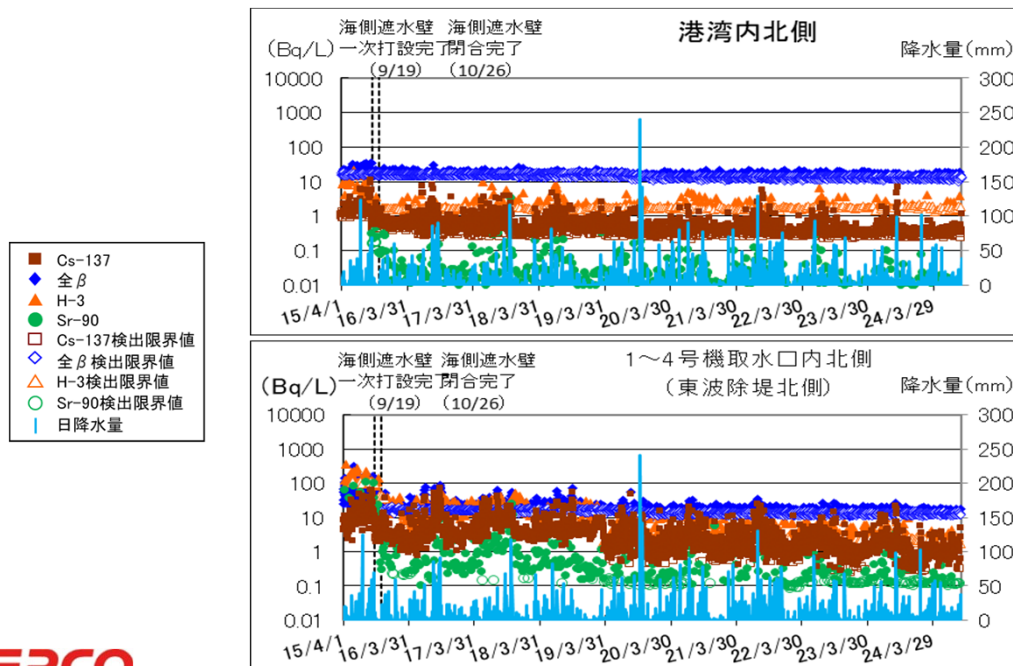 Cs-137
全β
H-3
Sr-90
Cs-137検出限界値
全β検出限界値
H-3検出限界値
Sr-90検出限界値
日降水量
港湾内北側
海側遮水壁 海側遮水壁
(Bq/L) 一次打設完了 閉合完了 降水量(mm)
(9/19) (10/26)
10000 300
1000 250
100 200
10 150
1 100
0.1 50
0.01 0
15/4/1 16/3/31 17/3/31 18/3/31 19/3/31 20/3/30 21/3/30 22/3/30 23/3/30 24/3/29
1～4号機取水口内北側
(東波除堤北側)
海側遮水壁 海側遮水壁
(Bq/L) 一次打設完了 閉合完了 降水量(mm)
(9/19) (10/26)
10000 300
1000 250
100 200
10 150
1 100
0.1 50
0.01 0
15/4/1 16/3/31 17/3/31 18/3/31 19/3/31 20/3/30 21/3/30 22/3/30 23/3/30 24/3/29